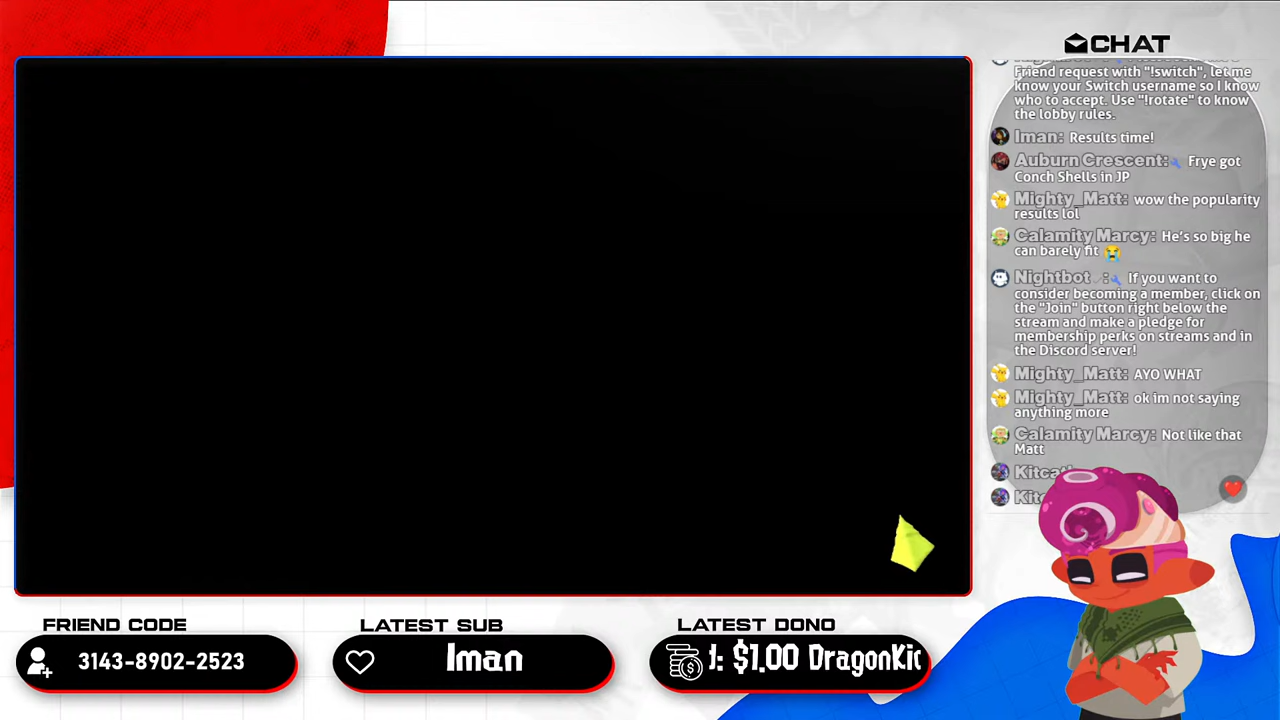 CHAT
Friend request with "!switch", let me
know your Switch username so I know
who to accept. Use "!rotate" to know
the lobby rules.
Iman: Results time!
Auburn Crescent: Frye got
Conch Shells in JP
Mighty_Matt: wow the popularity
results lol
Calamity Marcy: He's so big he
can barely fit 😭
Nightbot: If you want to
consider becoming a member, click on
the "Join" button right below the
stream and make a pledge for
membership perks on streams and in
the Discord server!
Mighty_Matt: AYO WHAT
Mighty_Matt: ok im not saying
anything more
Calamity Marcy: Not like that
Matt
FRIEND CODE
3143-8902-2523
LATEST SUB
Iman
LATEST DONO
: $1.00 DragonKic